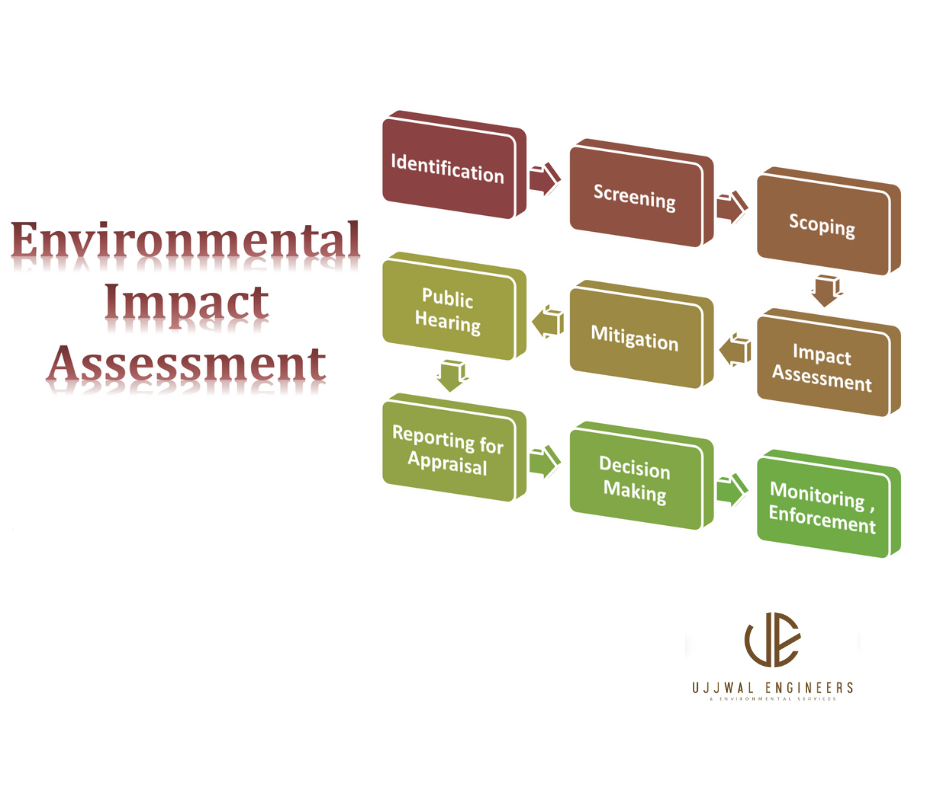 Environmental
Impact
Assessment
Identification
Screening
Scoping
Impact
Assessment
Mitigation
Public
Hearing
Reporting for
Appraisal
Decision
Making
Monitoring ,
Enforcement
UJJWAL ENGINEERS
& ENVIRONMENTAL SERVICES